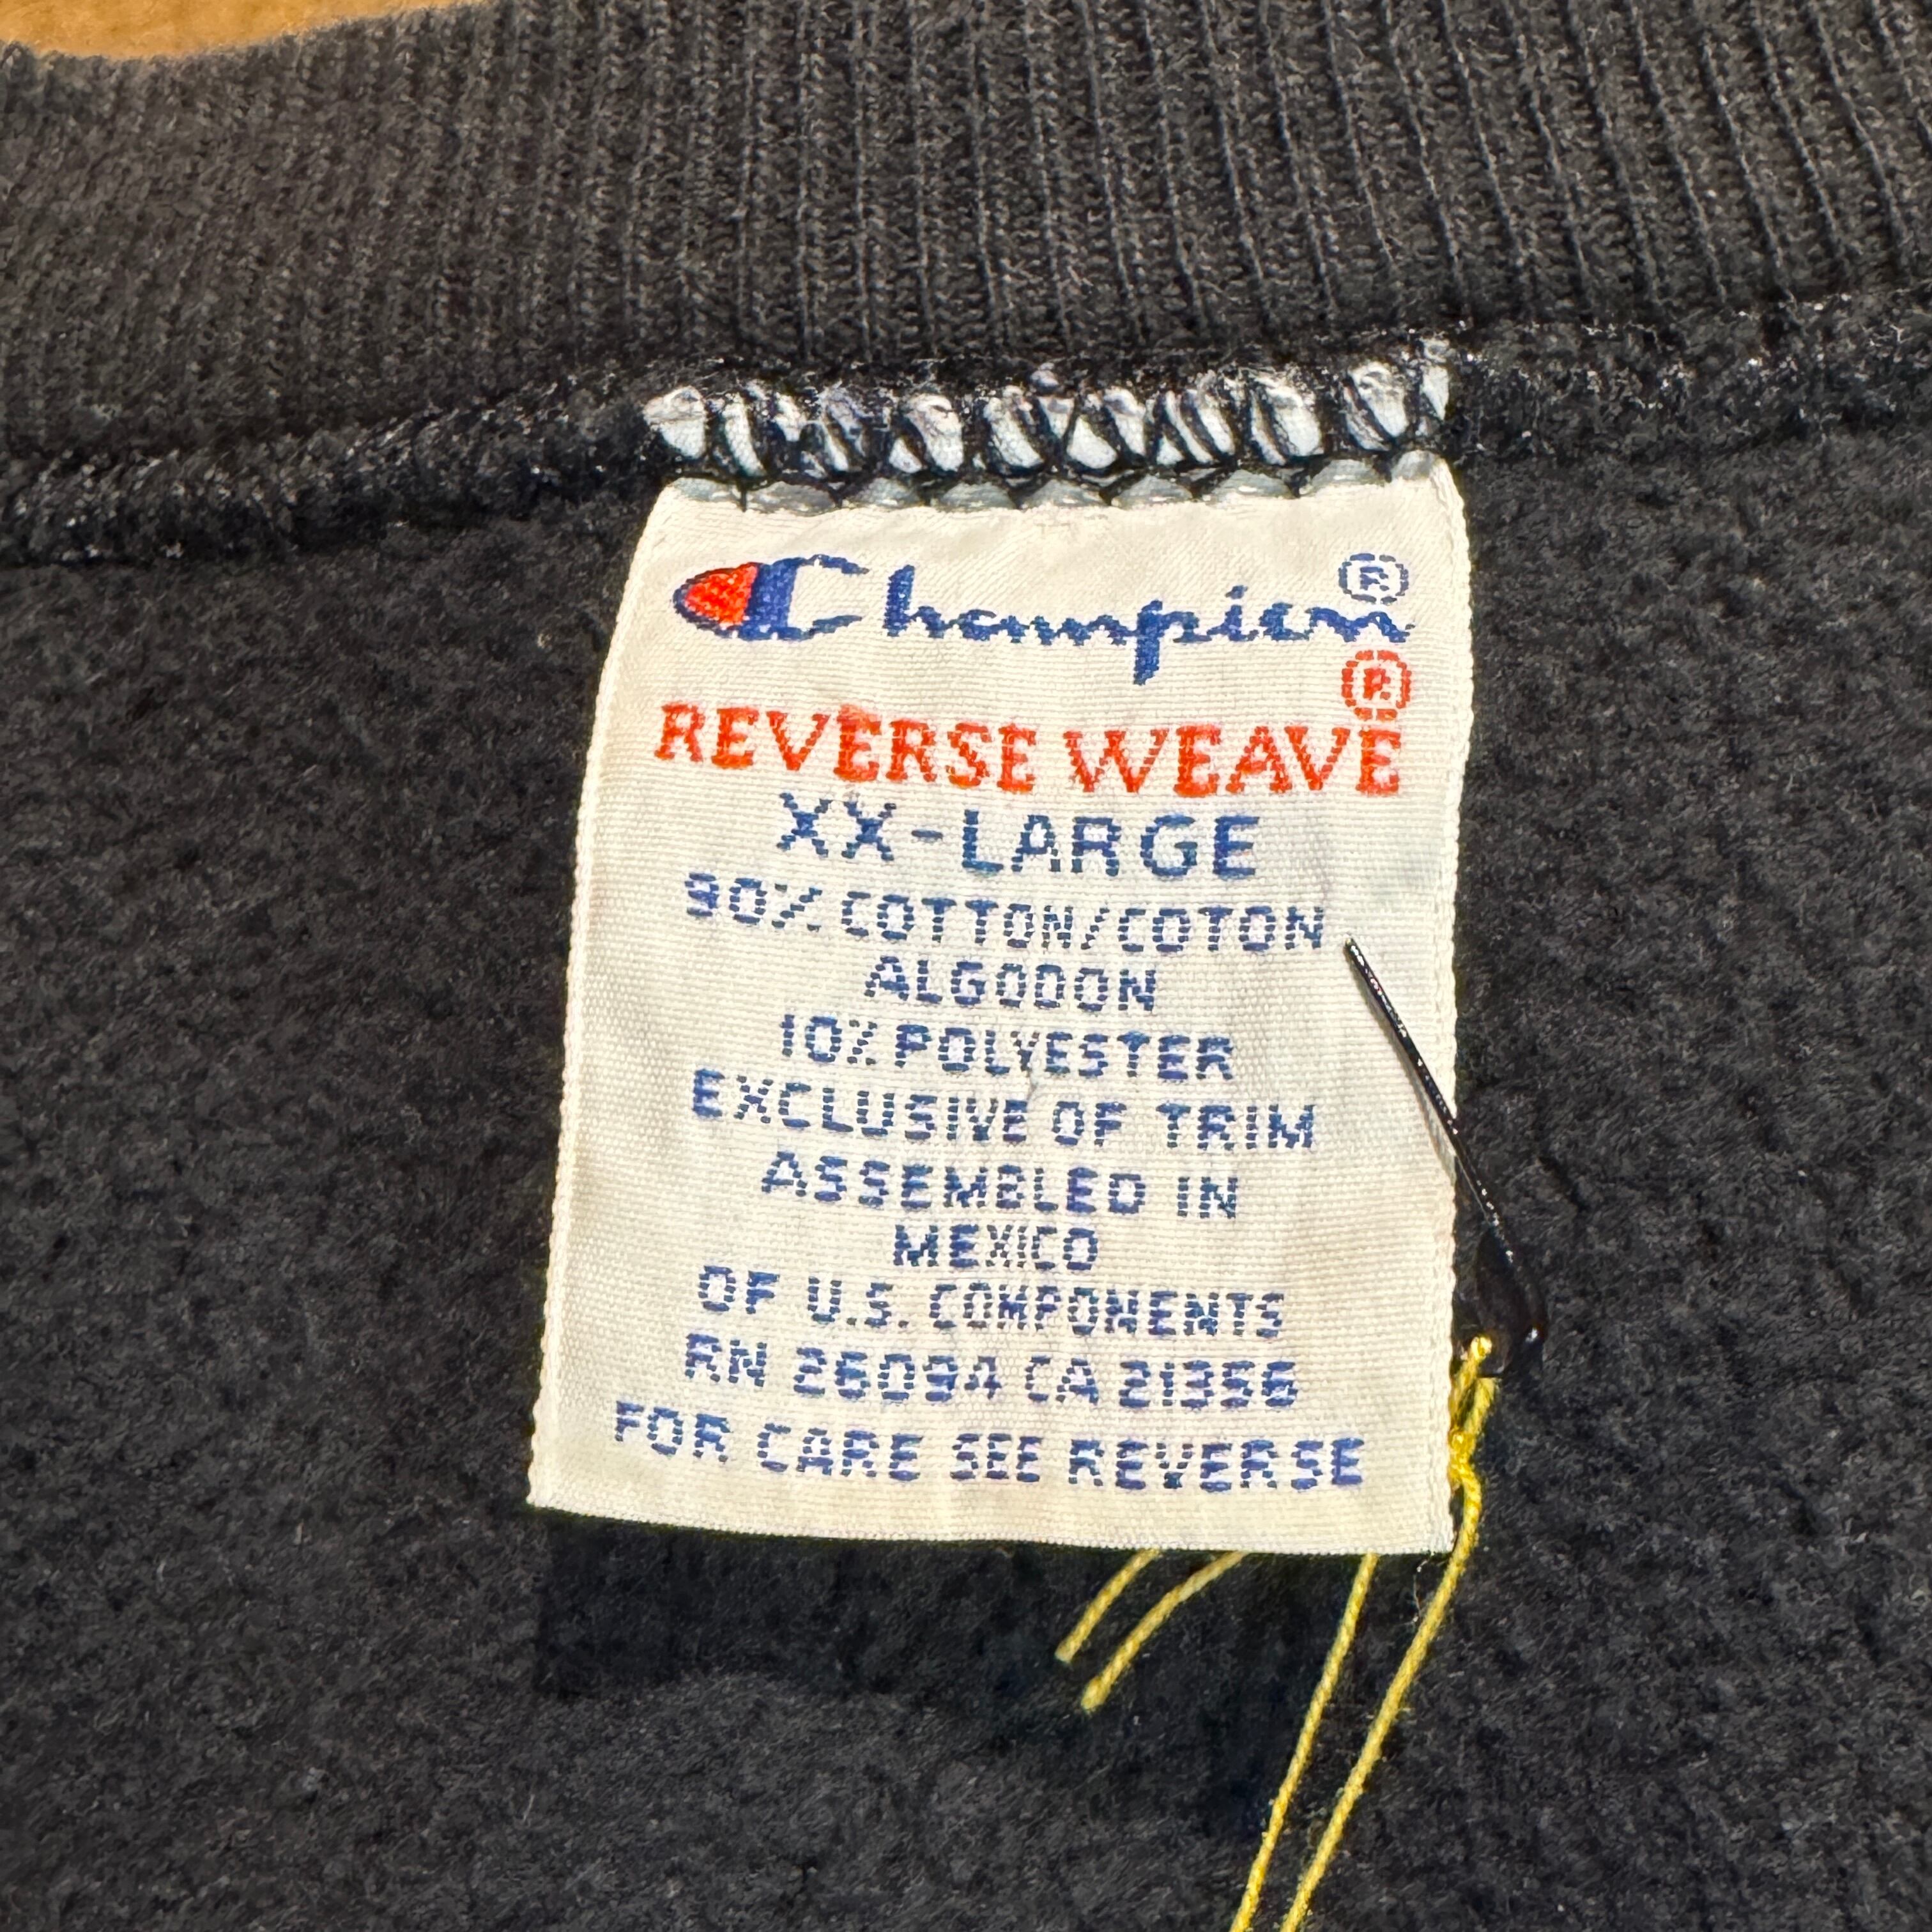 Champion®
REVERSE WEAVE®
XX-LARGE
90% COTTON/COTON
ALGODON
10% POLYESTER
EXCLUSIVE OF TRIM
ASSEMBLED IN
MEXICO
OF U.S. COMPONENTS
RN 26094 CA 21356
FOR CARE SEE REVERSE